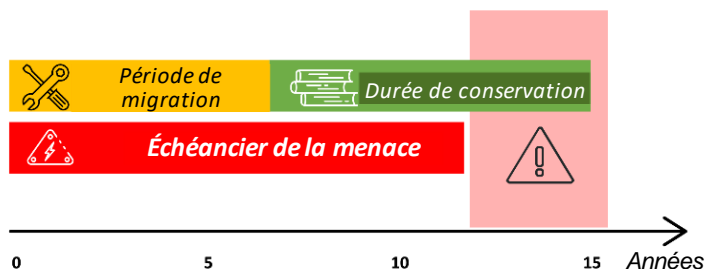 Période de
migration
Durée de conservation
Échéancier de la menace
0 5 10 15 Années